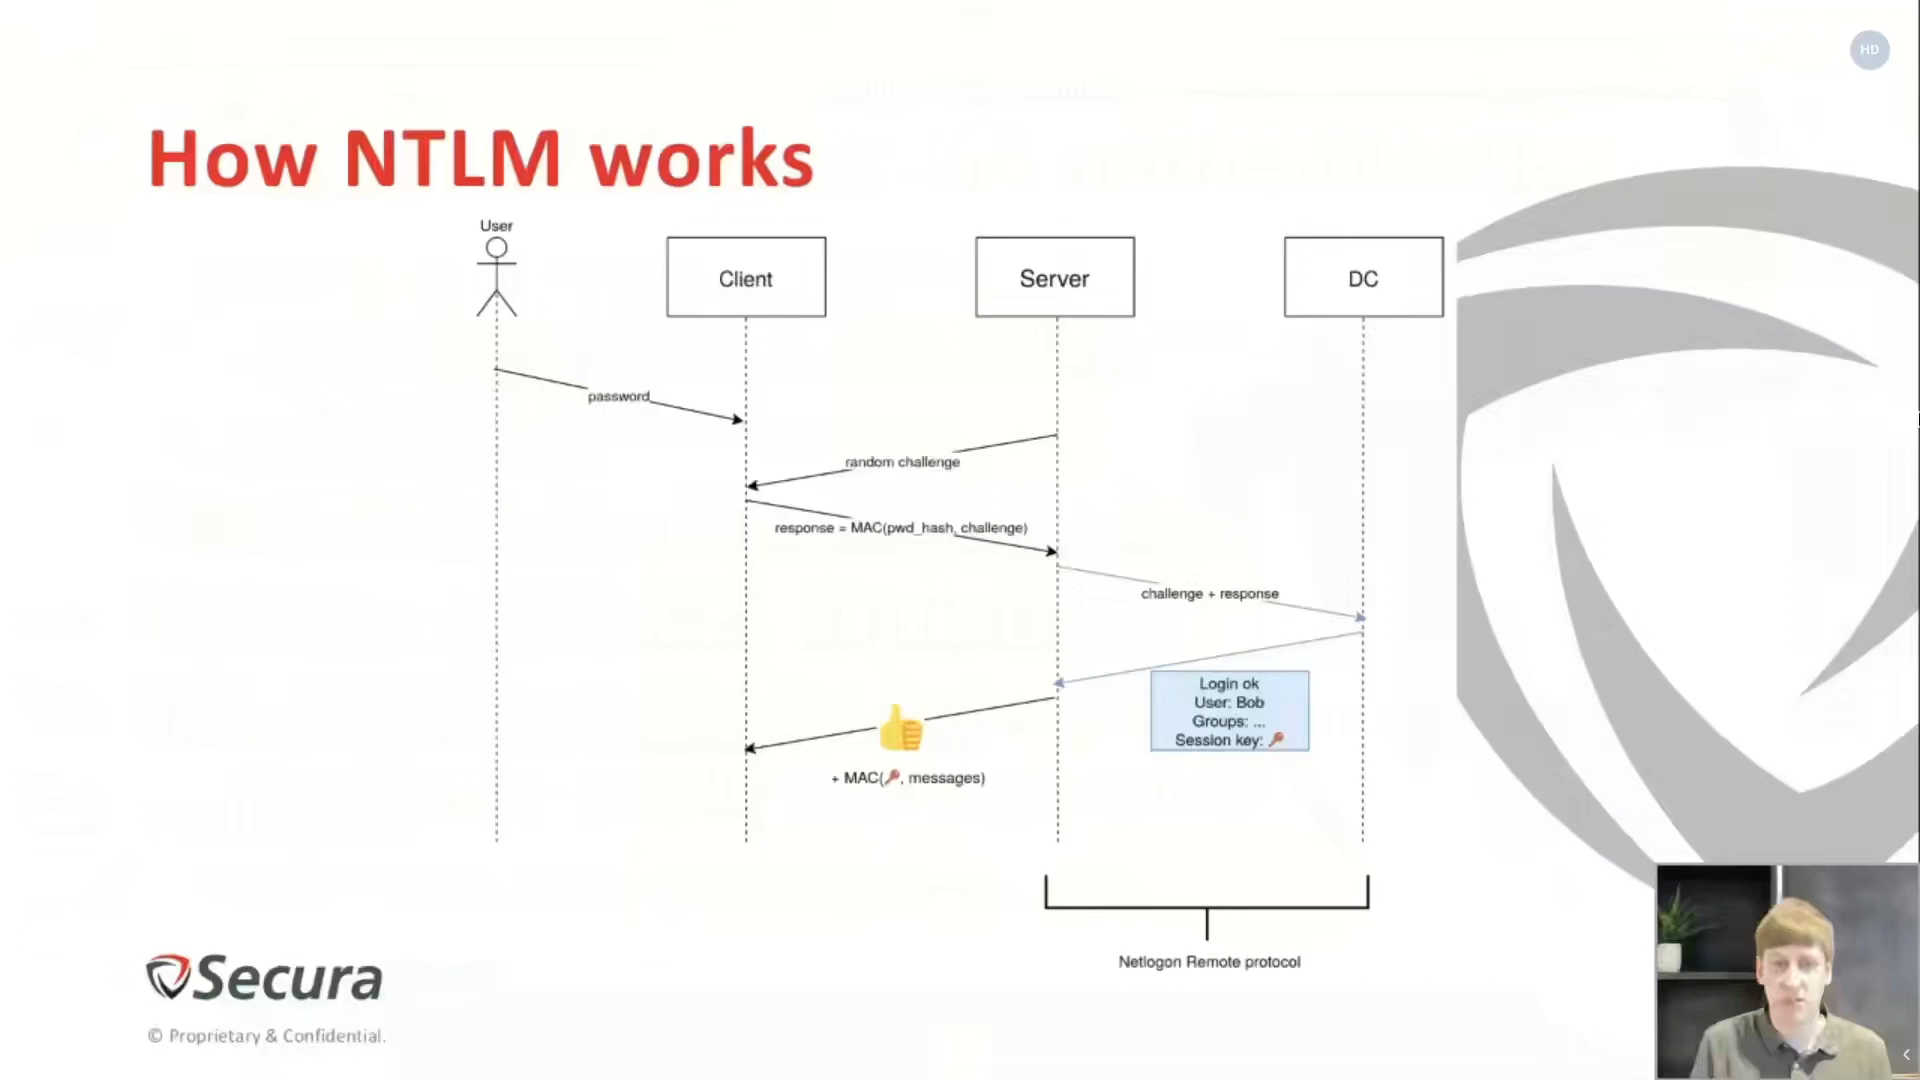 HD
How NTLM works
User
Client
Server
DC
password
random challenge
response = MAC(pwd_hash, challenge)
challenge + response
Login ok
User: Bob
Groups: ...
Session key:
+ MAC( , messages)
Netlogon Remote protocol
Secura
© Proprietary & Confidential.